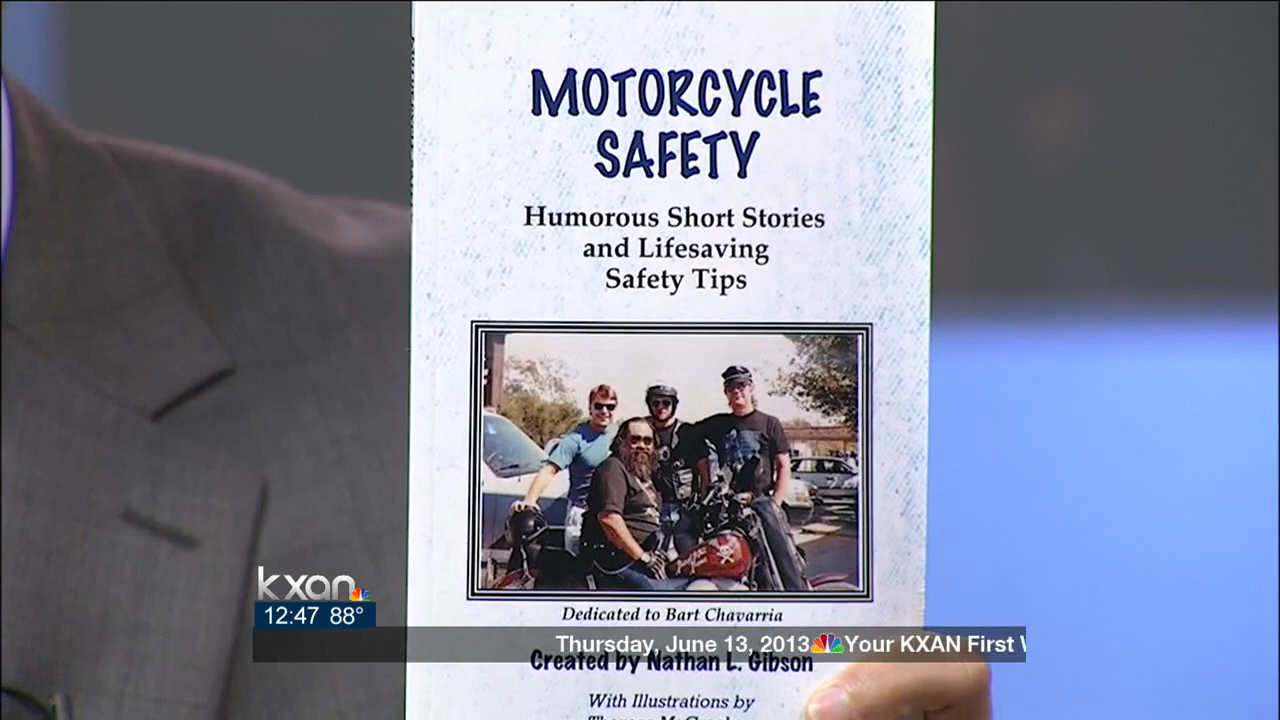 MOTORCYCLE
SAFETY
Humorous Short Stories
and Lifesaving
Safety Tips
Dedicated to Bart Chavarria
Created by Nathan L. Gibson
With Illustrations by
kxan
12:47 88°
Thursday, June 13, 2013 Your KXAN First